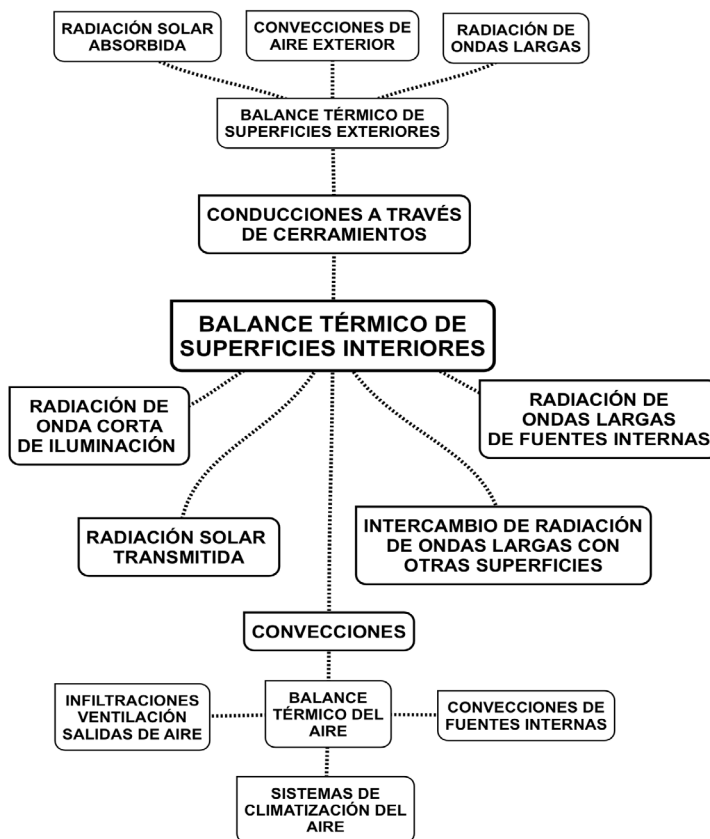 RADIACIÓN SOLAR
ABSORBIDA
CONVECCIONES DE
AIRE EXTERIOR
RADIACIÓN DE
ONDAS LARGAS
BALANCE TÉRMICO DE
SUPERFICIES EXTERIORES
CONDUCCIONES A TRAVÉS
DE CERRAMIENTOS
BALANCE TÉRMICO DE
SUPERFICIES INTERIORES
RADIACIÓN DE
ONDA CORTA
DE ILUMINACIÓN
RADIACIÓN DE
ONDAS LARGAS
DE FUENTES INTERNAS
RADIACIÓN SOLAR
TRANSMITIDA
INTERCAMBIO DE RADIACIÓN
DE ONDAS LARGAS CON
OTRAS SUPERFICIES
CONVECCIONES
INFILTRACIONES
VENTILACIÓN
SALIDAS DE AIRE
BALANCE
TÉRMICO DEL
AIRE
CONVECCIONES DE
FUENTES INTERNAS
SISTEMAS DE
CLIMATIZACIÓN DEL
AIRE